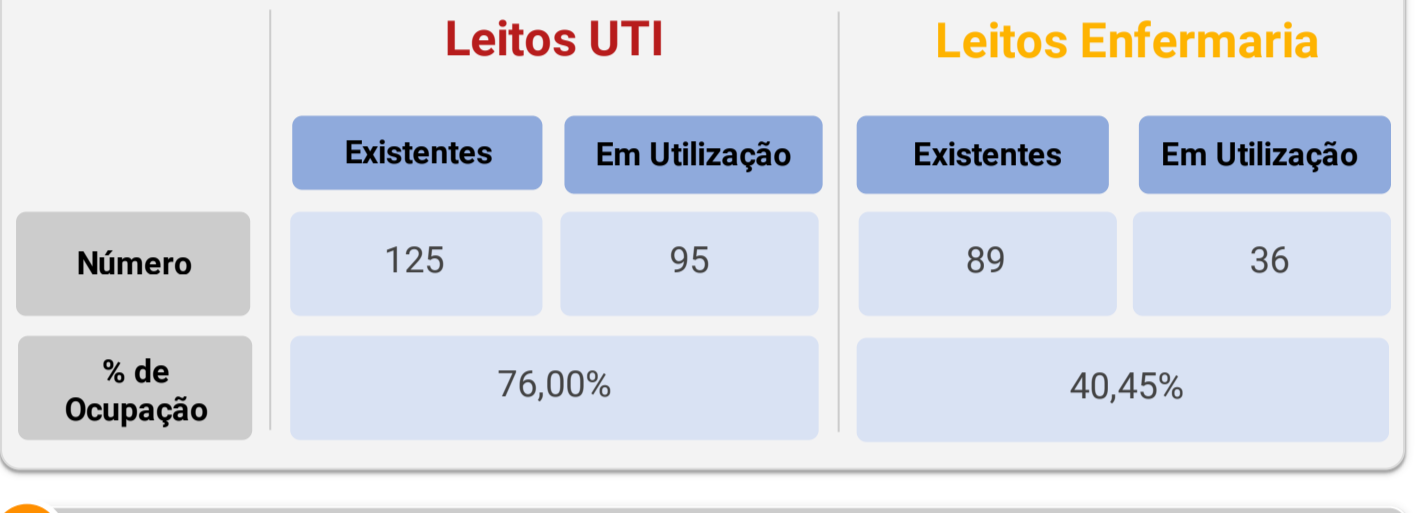 Leitos UTI
Leitos Enfermaria
Existentes
Em Utilização
Existentes
Em Utilização
Número
125
95
89
36
% de
Ocupação
76,00%
40,45%